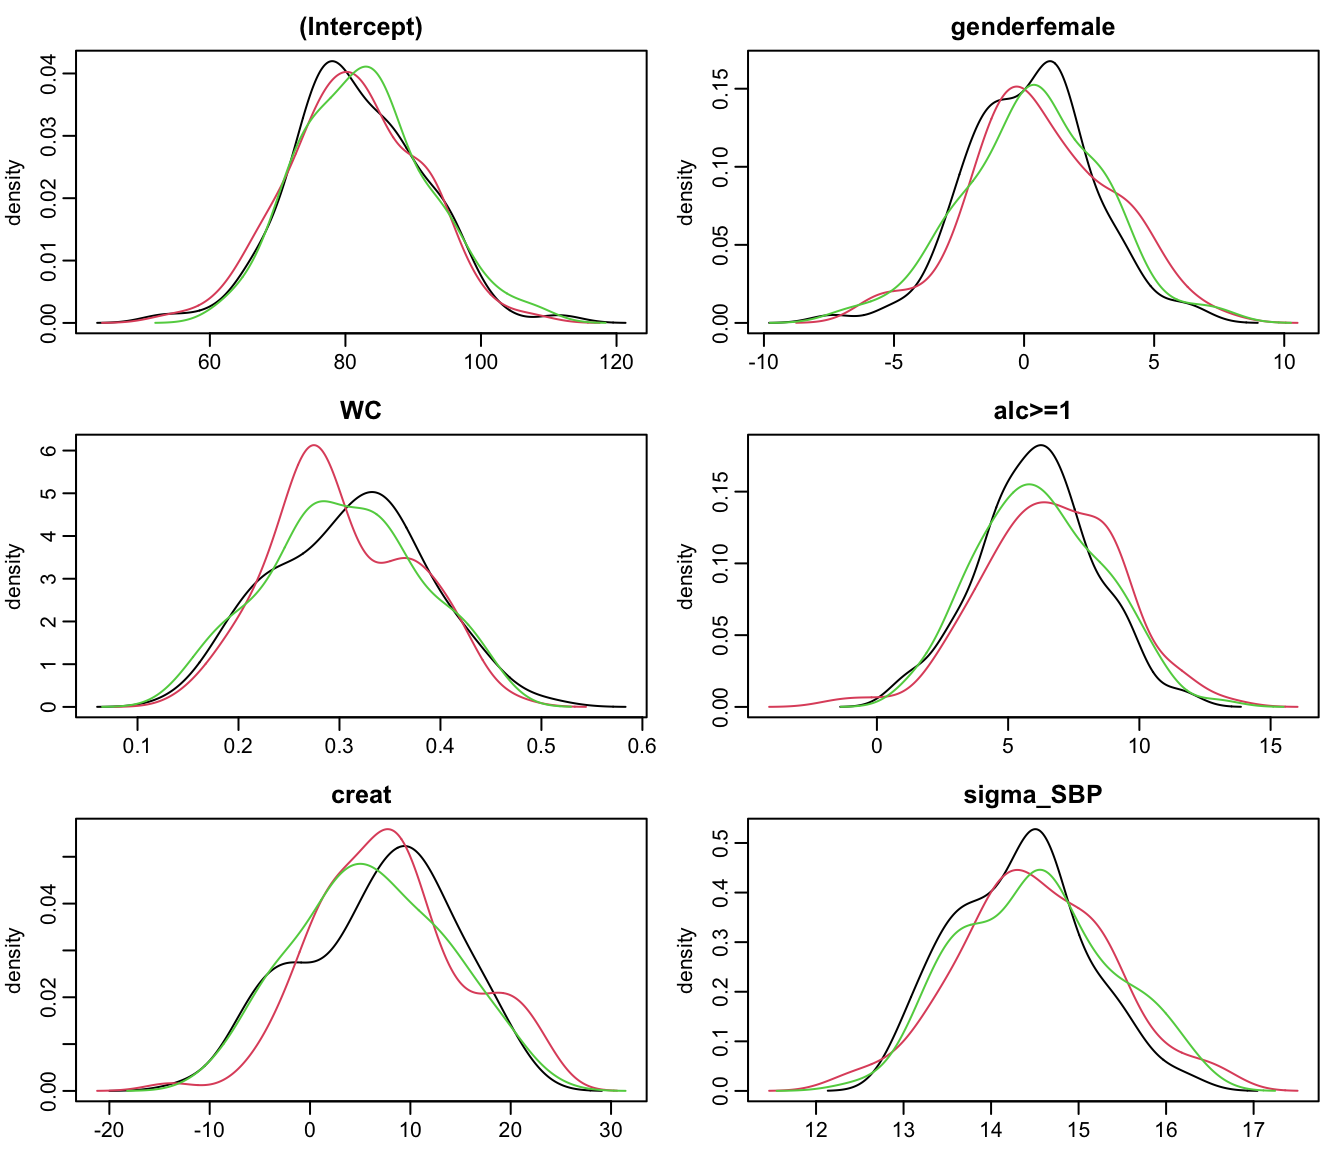 (Intercept)
density
0.00 0.01 0.02 0.03 0.04
60 80 100 120
genderfemale
density
0.00 0.05 0.10 0.15
-10 -5 0 5 10
WC
density
0 1 2 3 4 5 6
0.1 0.2 0.3 0.4 0.5 0.6
alc>=1
density
0.00 0.05 0.10 0.15
0 5 10 15
creat
density
0.00 0.02 0.04
-20 -10 0 10 20 30
sigma_SBP
density
0.0 0.1 0.2 0.3 0.4 0.5
12 13 14 15 16 17